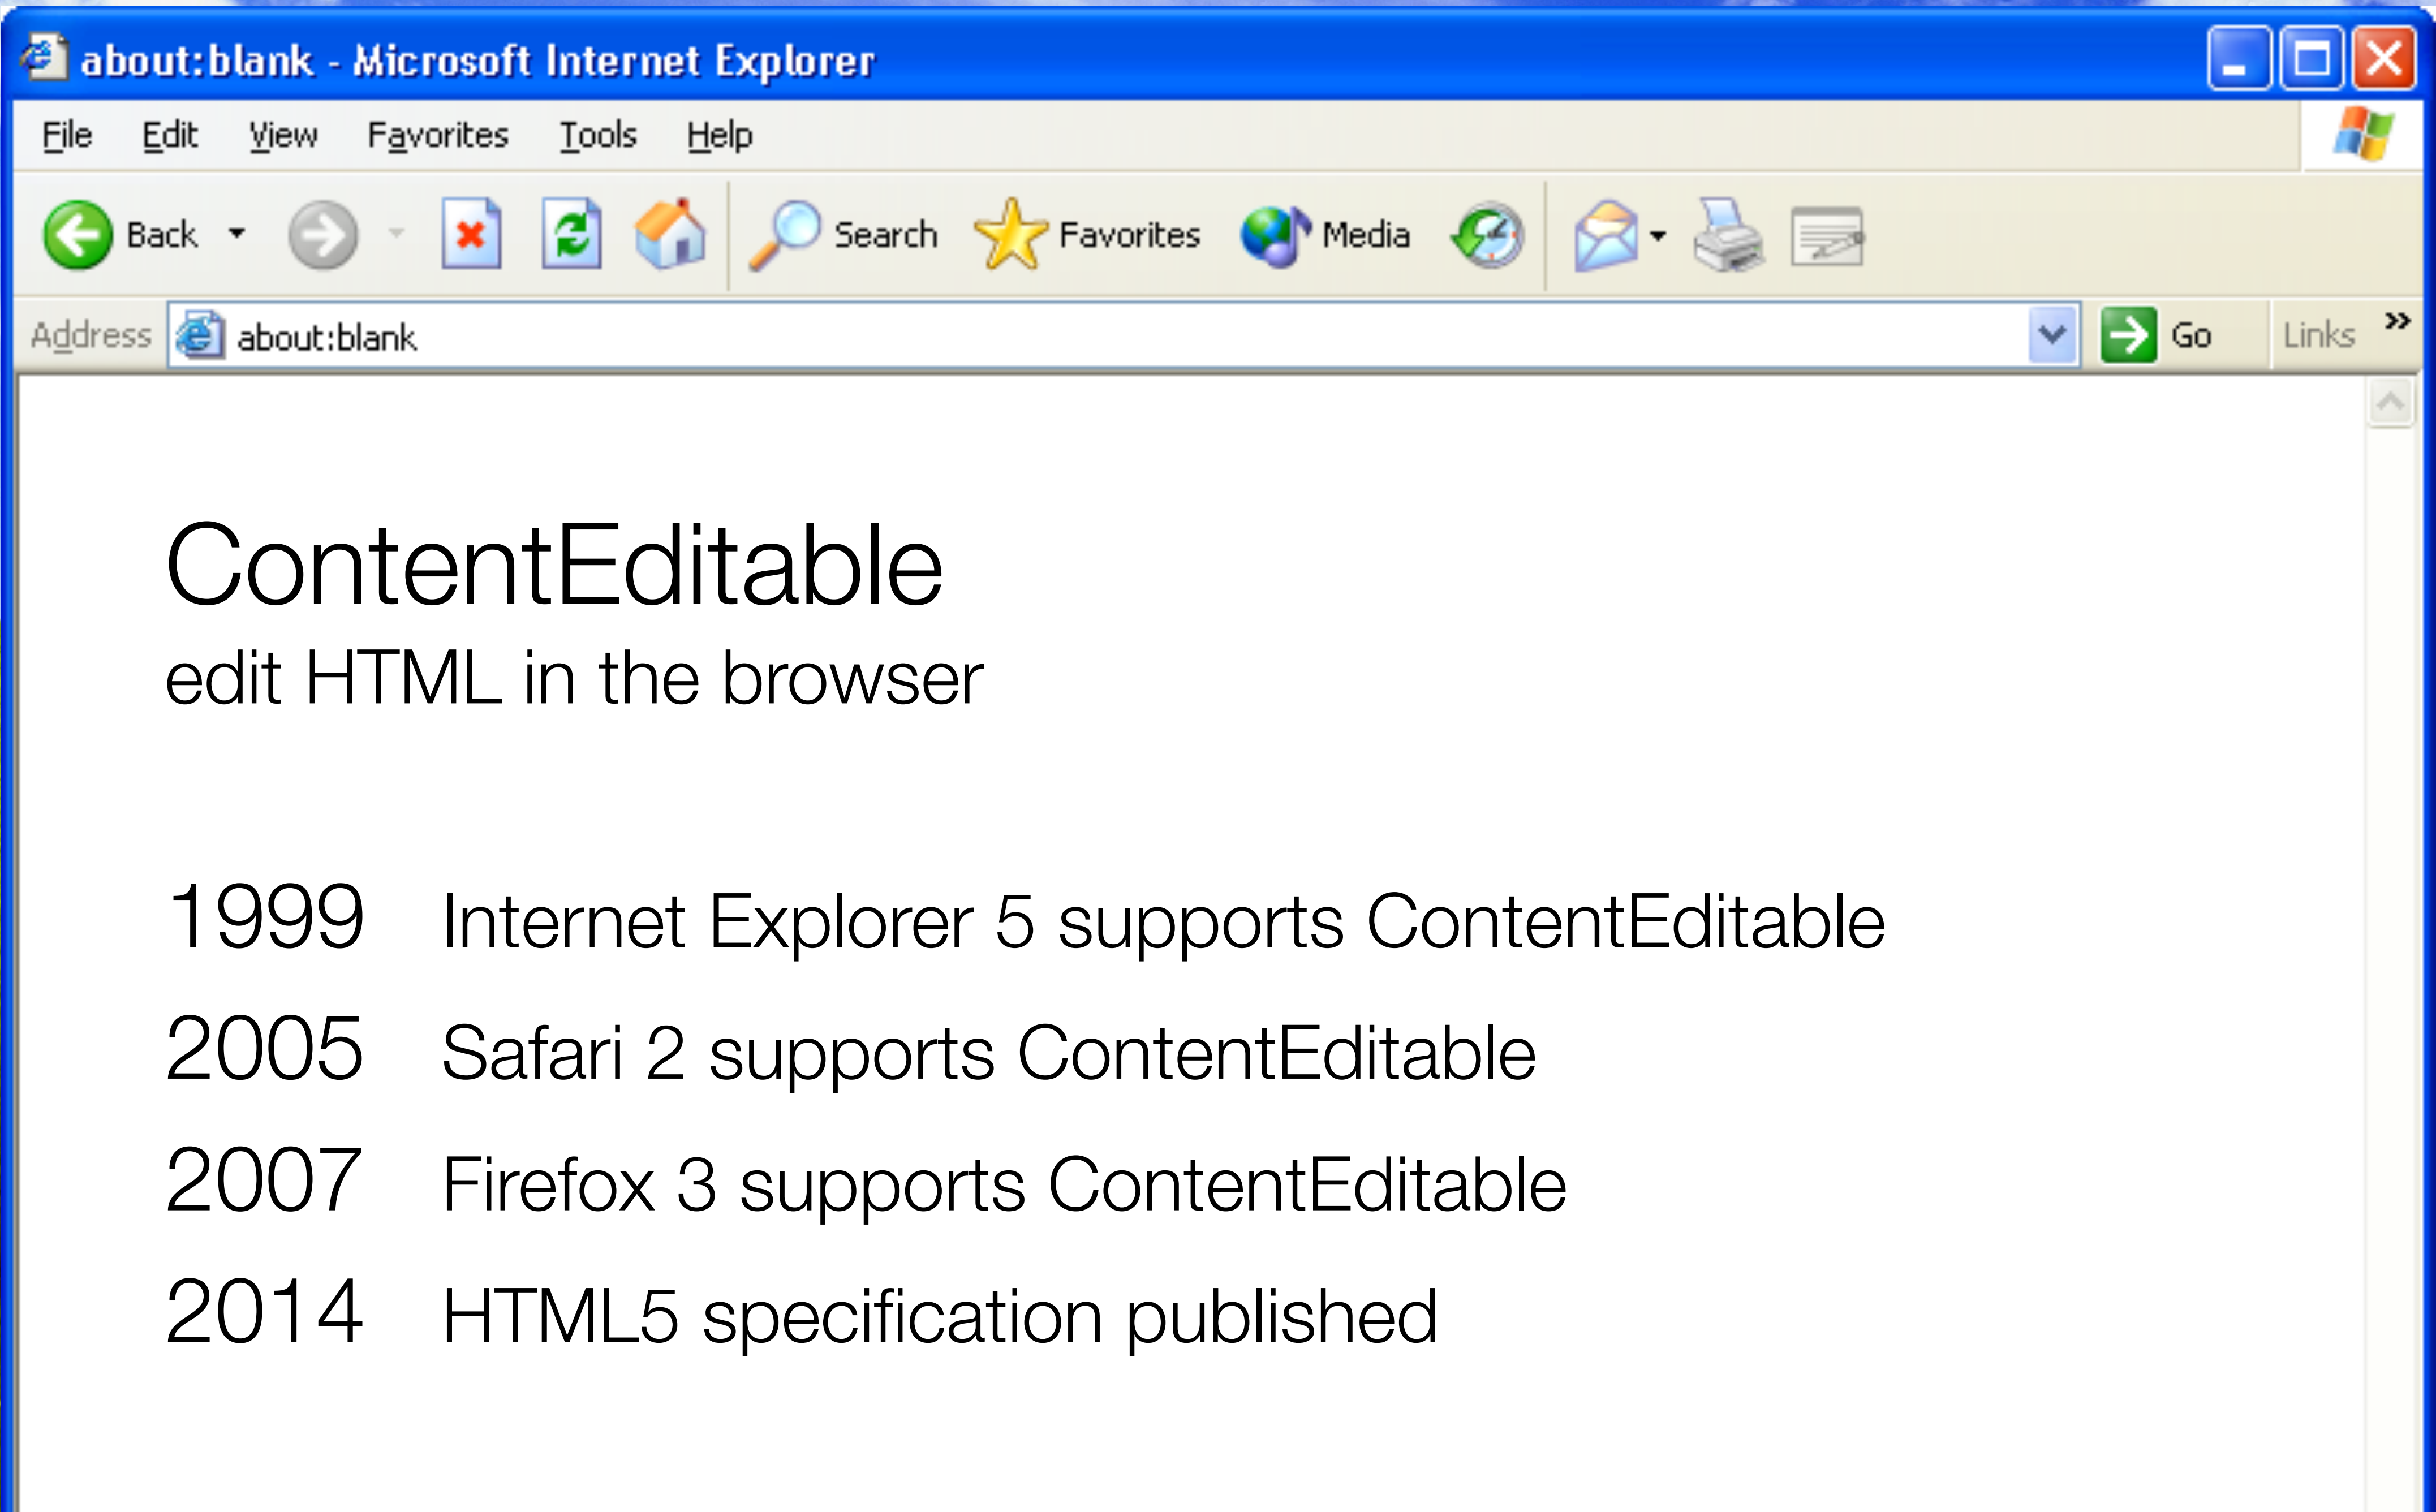 about:blank - Microsoft Internet Explorer
File Edit View Favorites Tools Help
Back Search Favorites Media
Address about:blank Go Links »
ContentEditable
edit HTML in the browser
1999 Internet Explorer 5 supports ContentEditable
2005 Safari 2 supports ContentEditable
2007 Firefox 3 supports ContentEditable
2014 HTML5 specification published